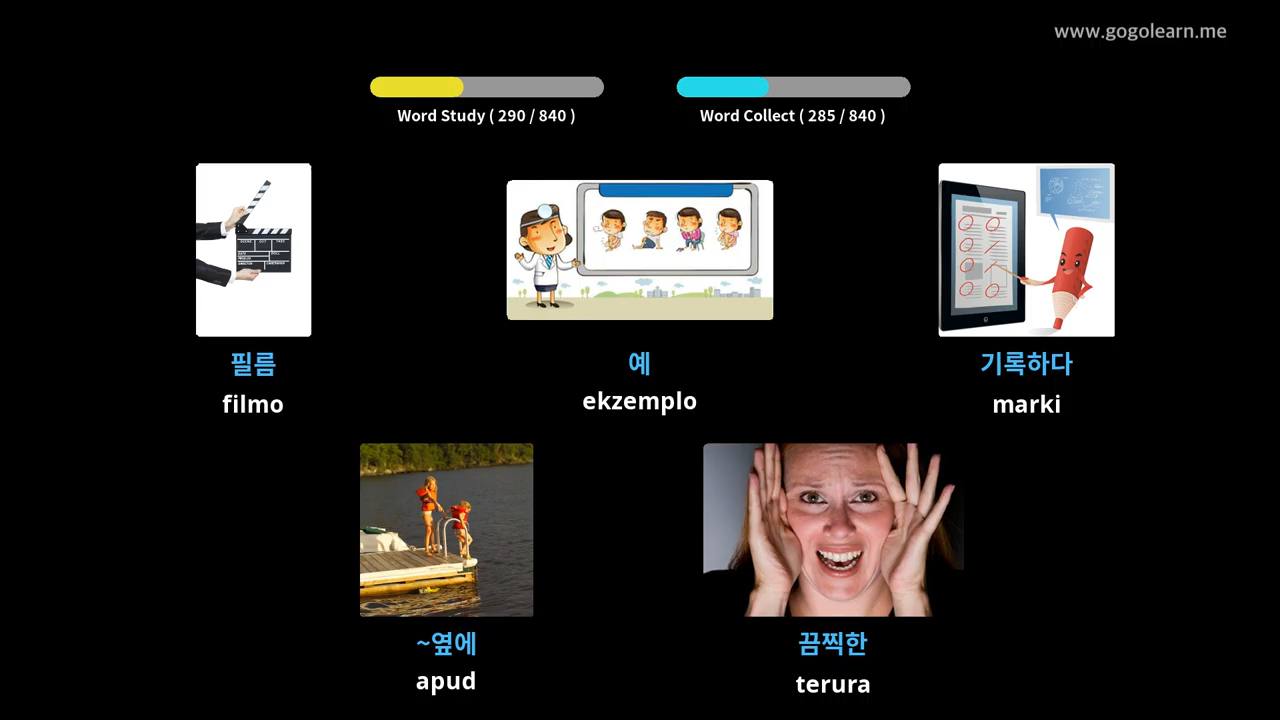 www.gogolearn.me
Word Study ( 290 / 840 )
Word Collect ( 285 / 840 )
필름
filmo
예
ekzemplo
기록하다
marki
~옆에
apud
끔찍한
terura